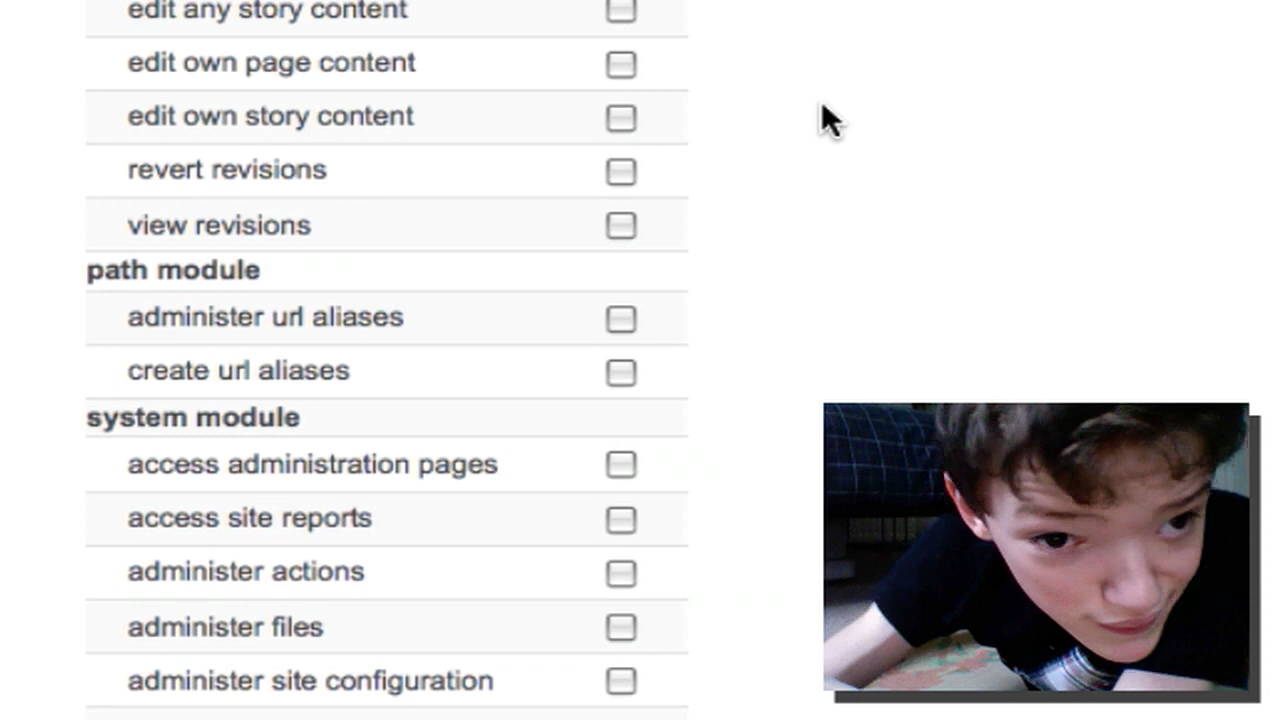 edit any story content
edit own page content
edit own story content
revert revisions
view revisions
path module
administer url aliases
create url aliases
system module
access administration pages
access site reports
administer actions
administer files
administer site configuration